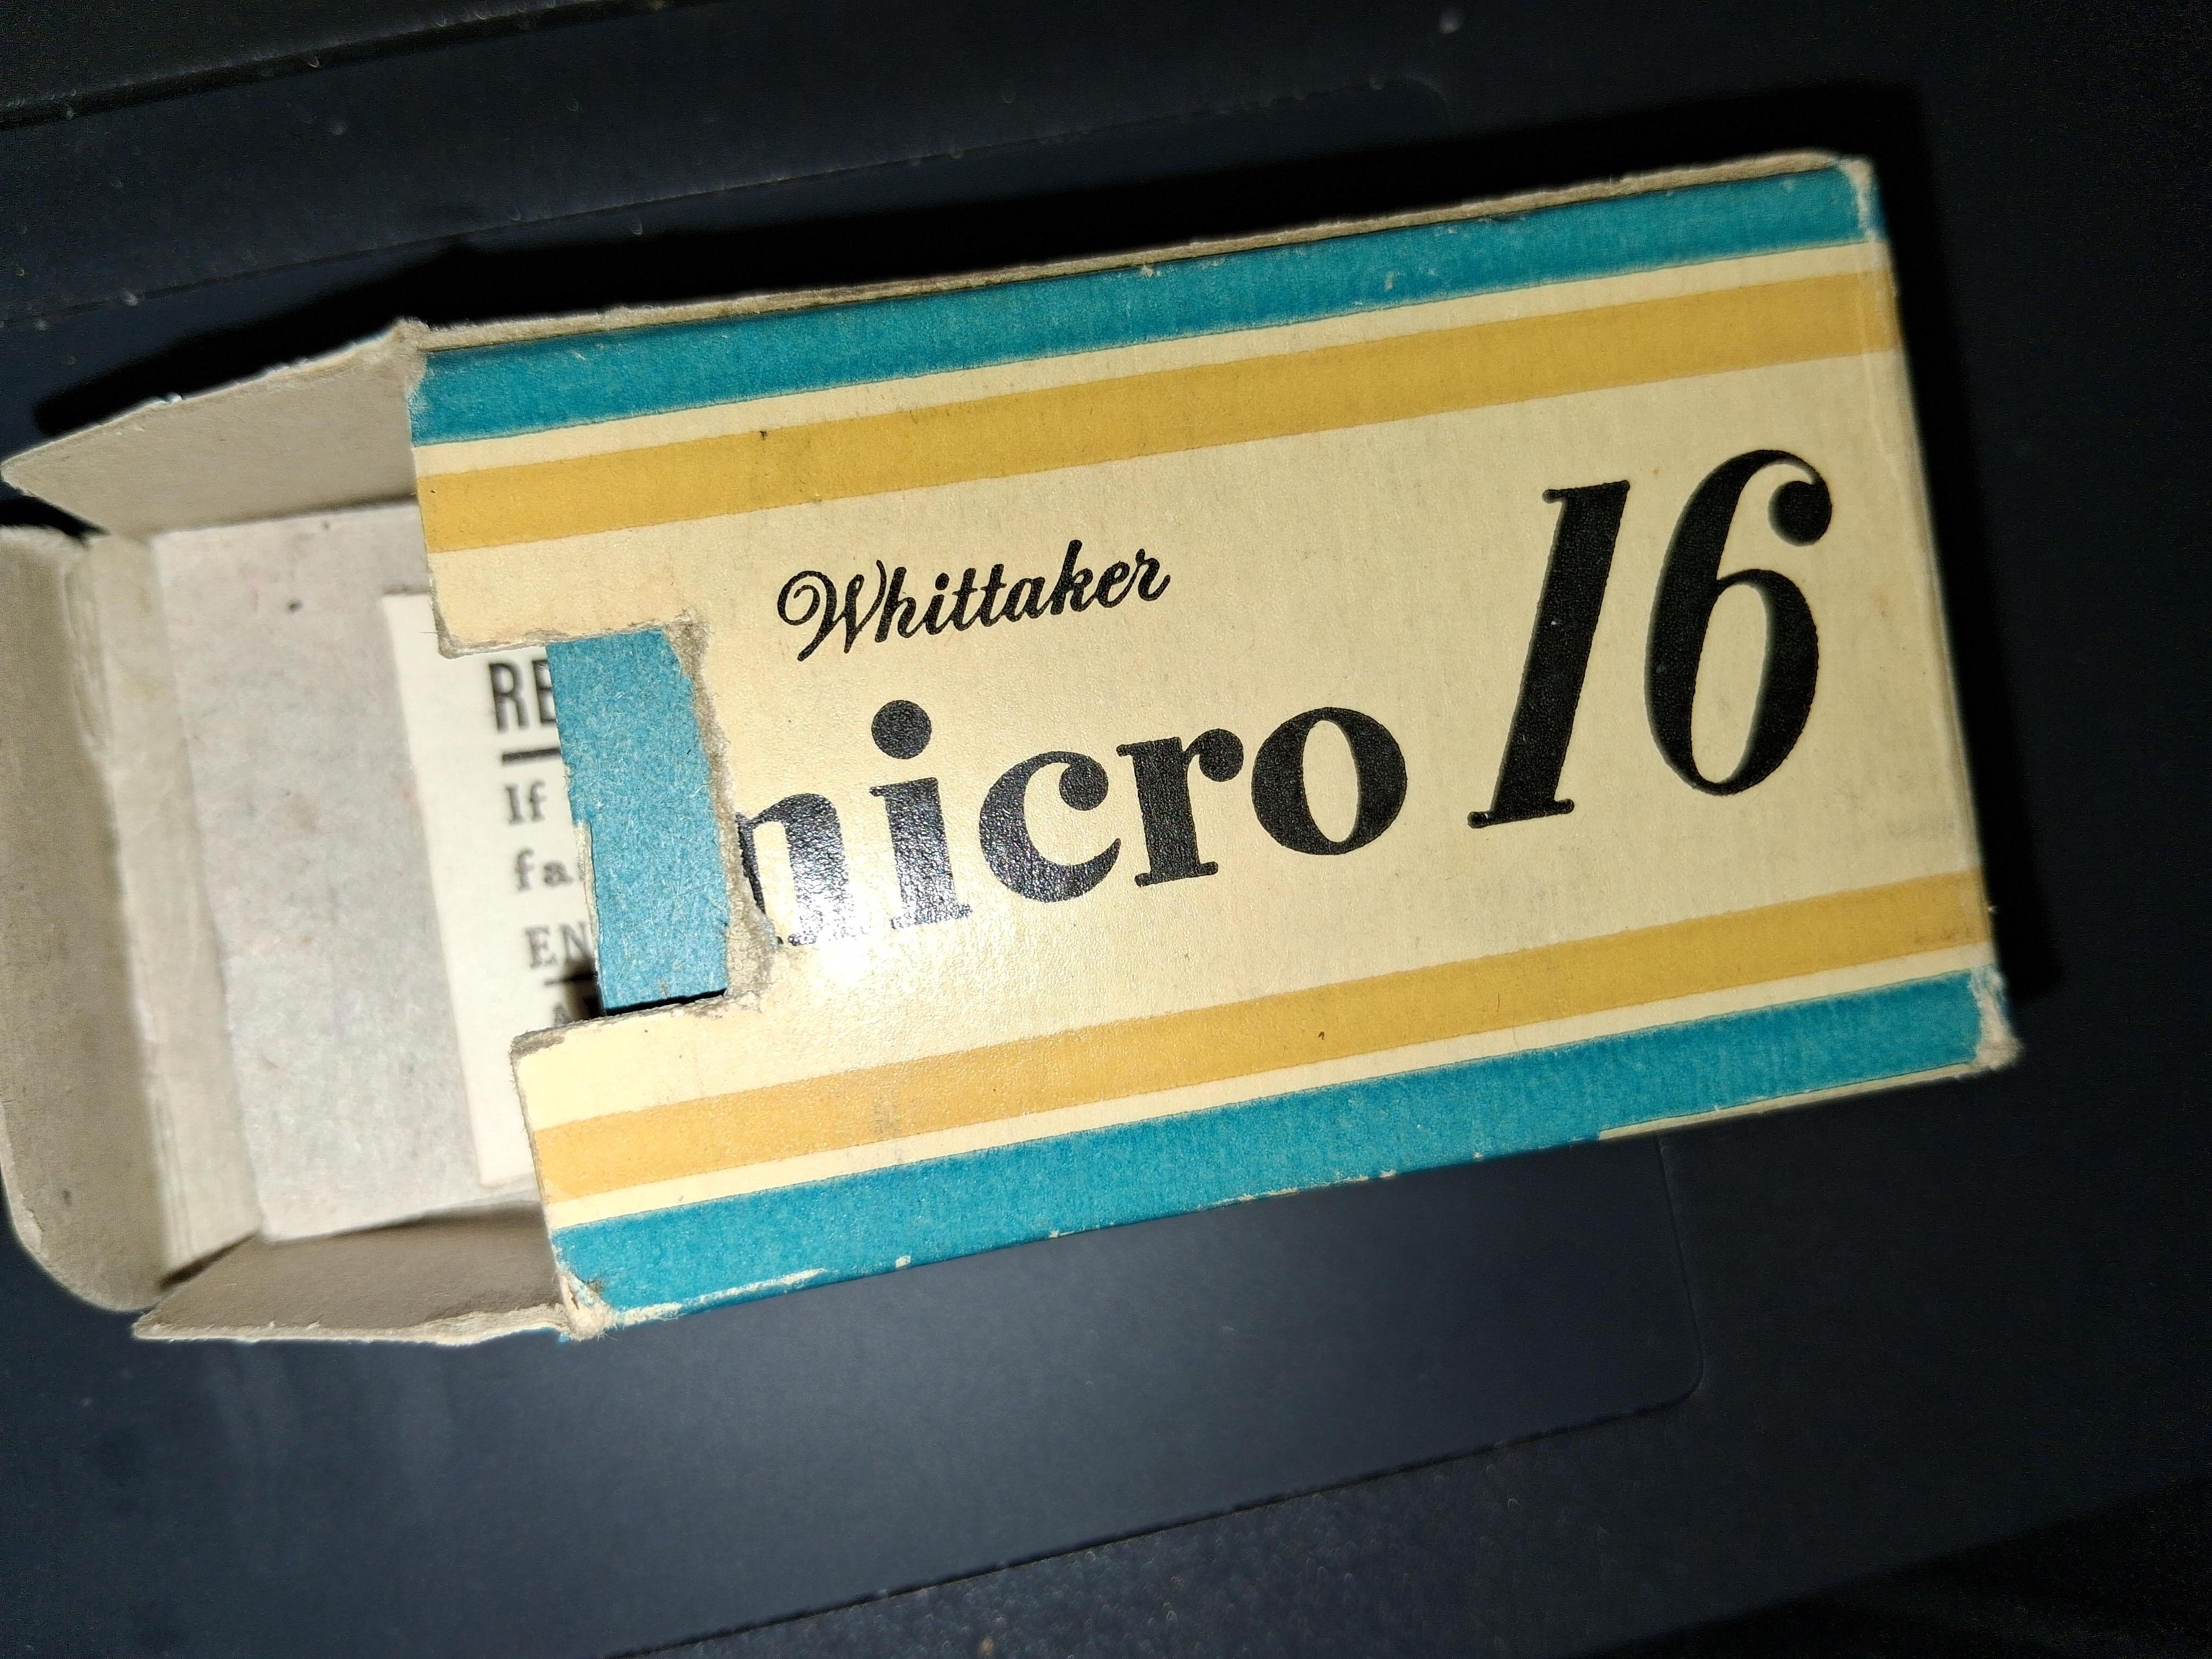 Whittaker
micro 16
RE
If
fa
EN